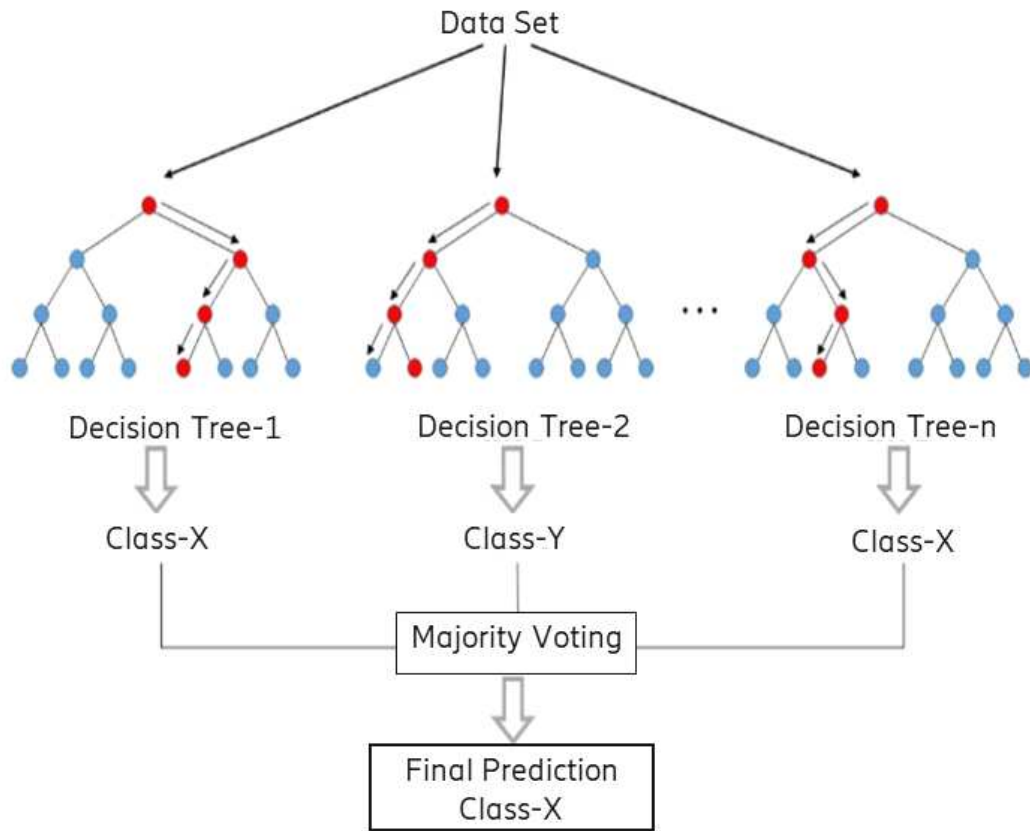 Data Set
...
Decision Tree-1
Decision Tree-2
Decision Tree-n
Class-X
Class-Y
Class-X
Majority Voting
Final Prediction
Class-X